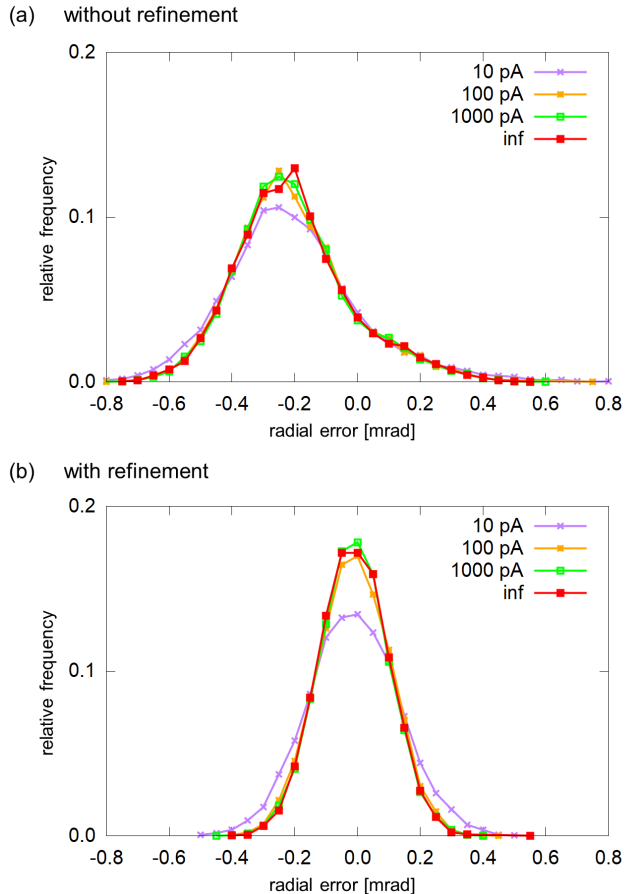 (a) without refinement
0.2
10 pA
100 pA
1000 pA
inf
0.1
relative frequency
0.0
-0.8 -0.6 -0.4 -0.2 0.0 0.2 0.4 0.6 0.8
radial error [mrad]
(b) with refinement
0.2
10 pA
100 pA
1000 pA
inf
0.1
relative frequency
0.0
-0.8 -0.6 -0.4 -0.2 0.0 0.2 0.4 0.6 0.8
radial error [mrad]